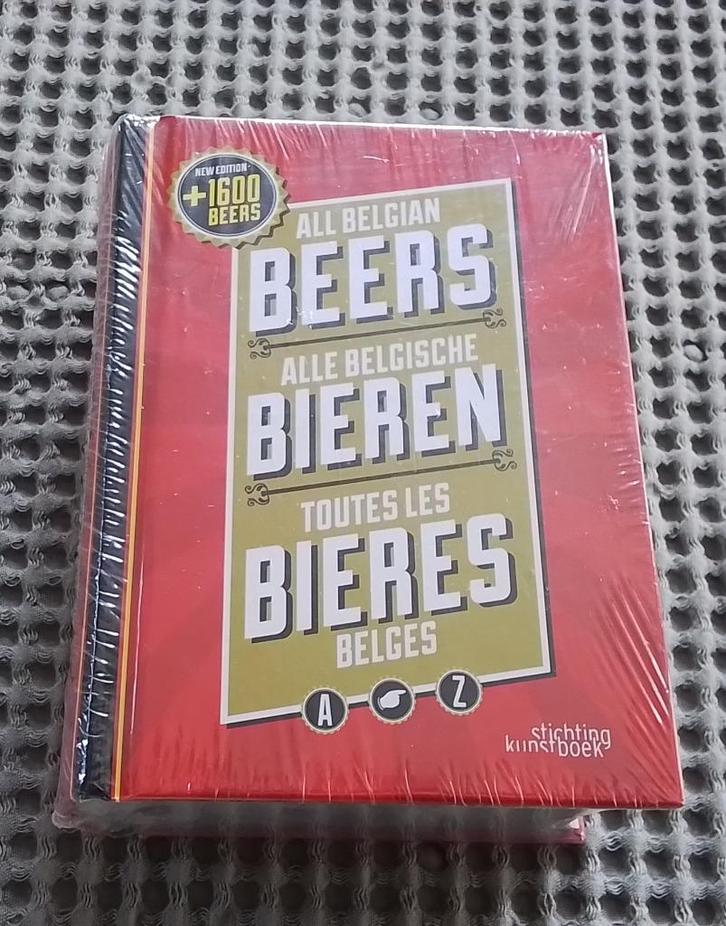 NEW EDITION
+1600
BEERS
ALL BELGIAN
BEERS
ALLE BELGISCHE
BIEREN
TOUTES LES
BIERES
BELGES
A Z
stichting
kunstboek